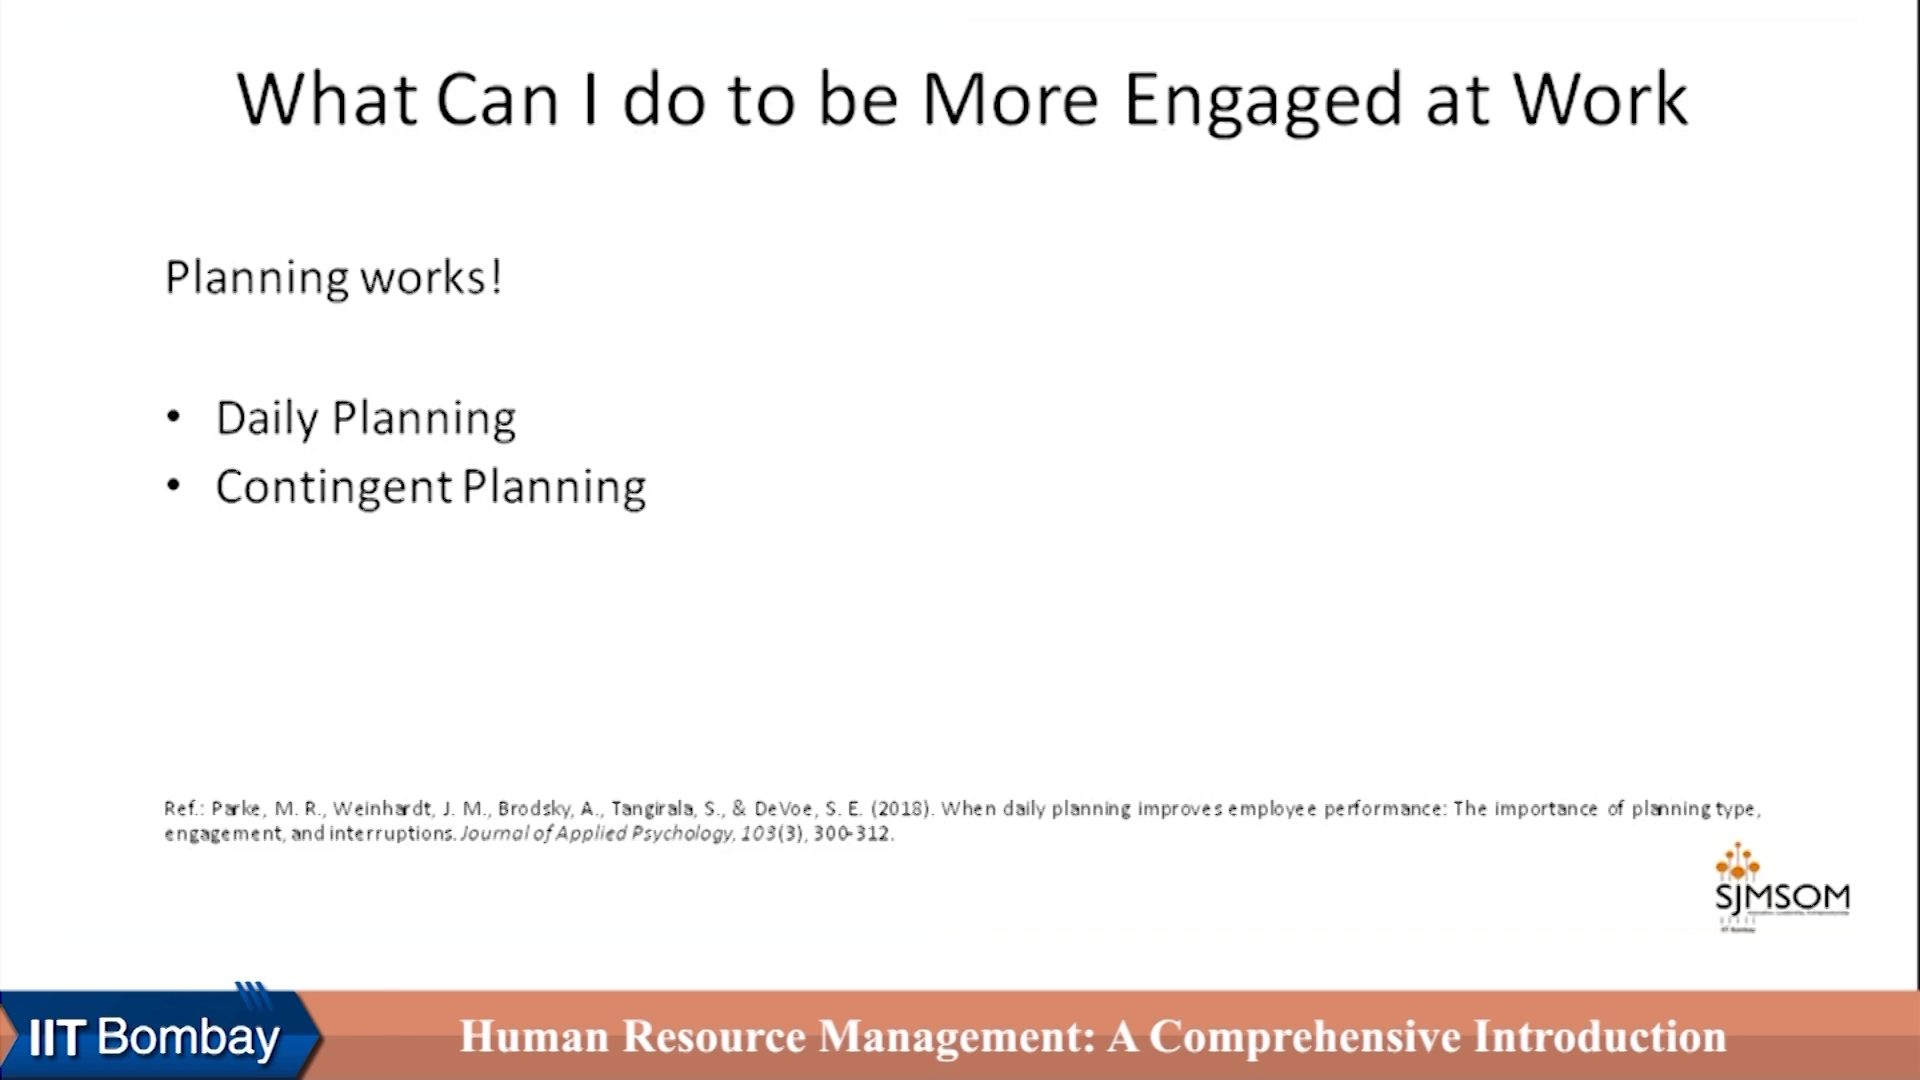 What Can I do to be More Engaged at Work
Planning works!
• Daily Planning
• Contingent Planning
Ref.: Parke, M. R., Weinhardt, J. M., Brodsky, A., Tangirala, S., & DeVoe, S. E. (2018). When daily planning improves employee performance: The importance of planning type,
engagement, and interruptions. Journal of Applied Psychology, 103(3), 300-312.
SJMSOM
IIT Bombay
IIT Bombay
Human Resource Management: A Comprehensive Introduction